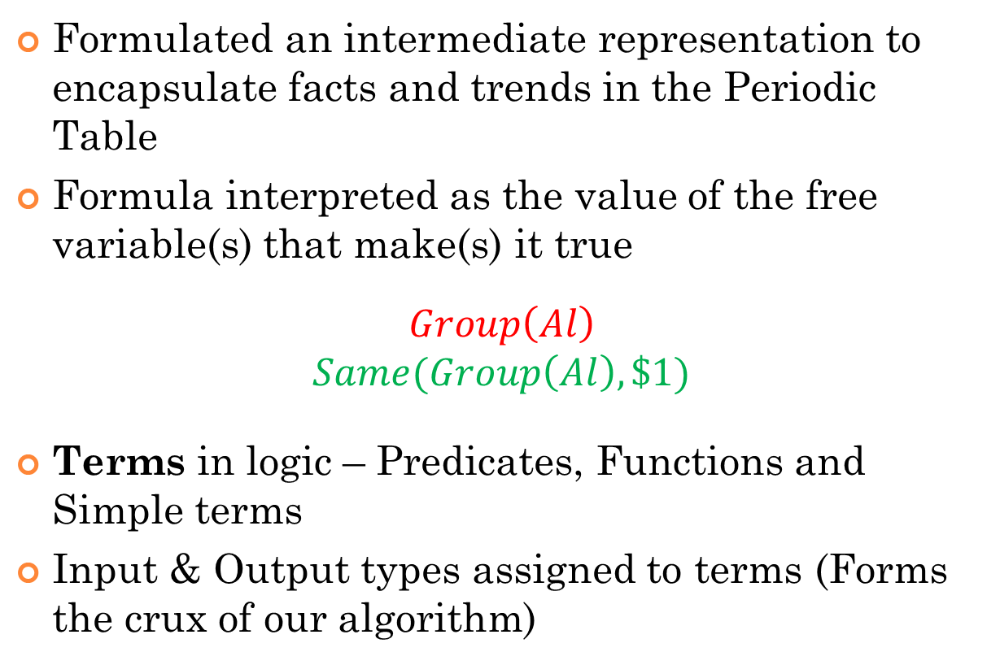 Formulated an intermediate representation to
encapsulate facts and trends in the Periodic
Table
Formula interpreted as the value of the free
variable(s) that make(s) it true
Group(Al)
Same(Group(Al),$1)
Terms in logic – Predicates, Functions and
Simple terms
Input & Output types assigned to terms (Forms
the crux of our algorithm)